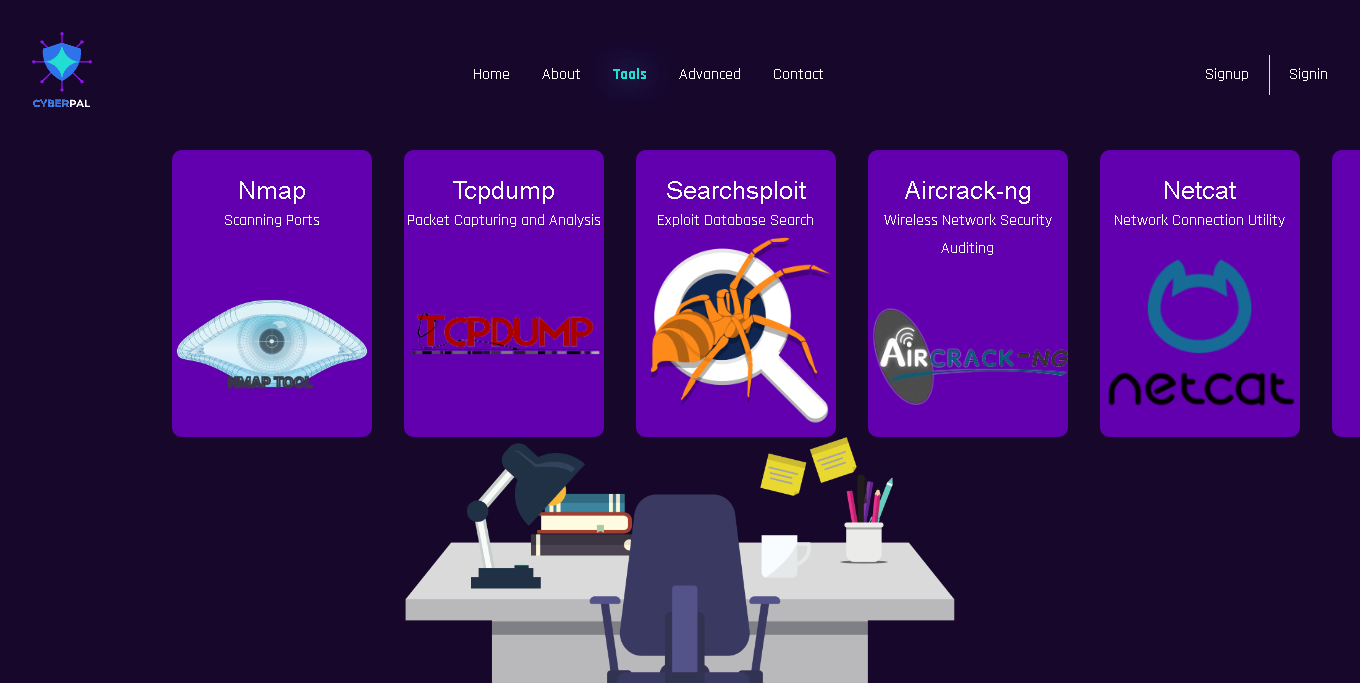 CYBERPAL
Home About Tools Advanced Contact
Signup Signin
Nmap
Scanning Ports
NMAP TOOL
Tcpdump
Packet Capturing and Analysis
TCPDUMP
Searchsploit
Exploit Database Search
Aircrack-ng
Wireless Network Security
Auditing
AIRCRACK-NG
Netcat
Network Connection Utility
netcat